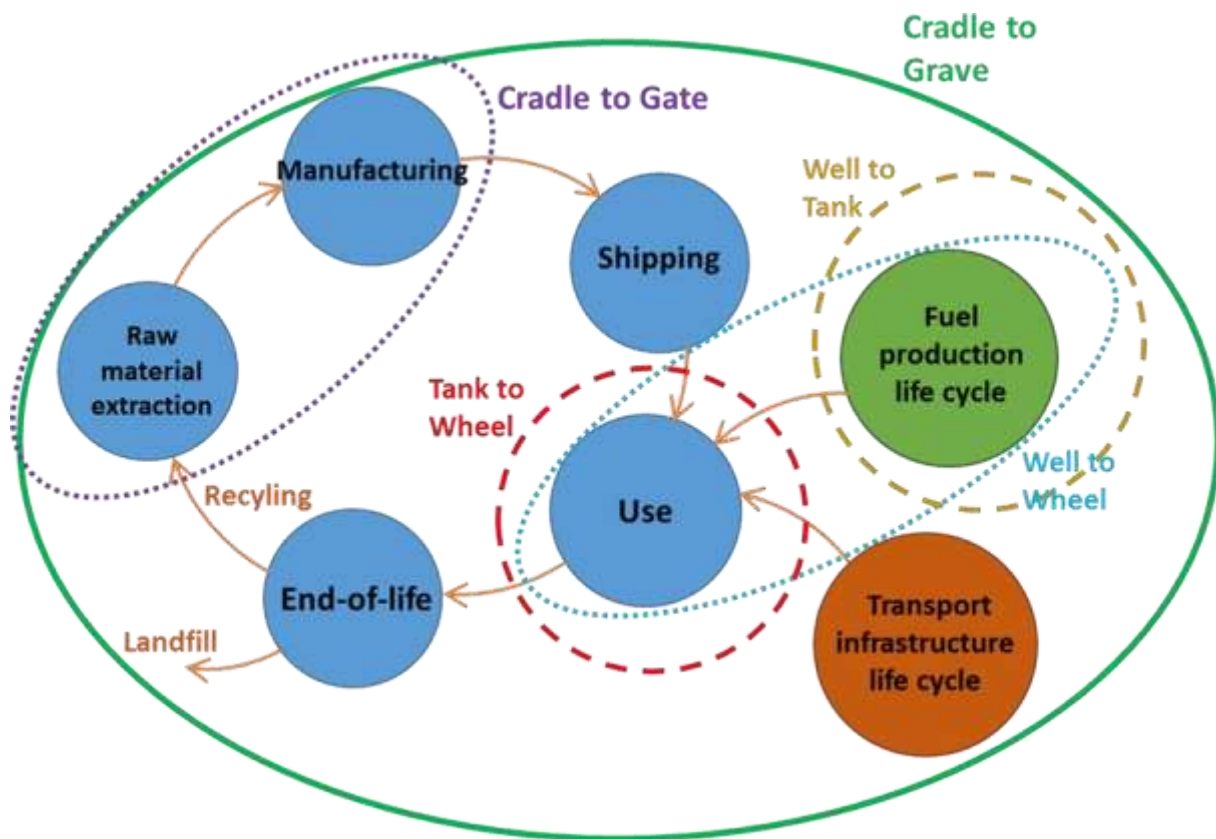 Cradle to
Grave
Cradle to Gate
Manufacturing
Well to
Tank
Shipping
Raw
material
extraction
Fuel
production
life cycle
Tank to
Wheel
Well to
Wheel
Recyling
Use
End-of-life
Landfill
Transport
infrastructure
life cycle